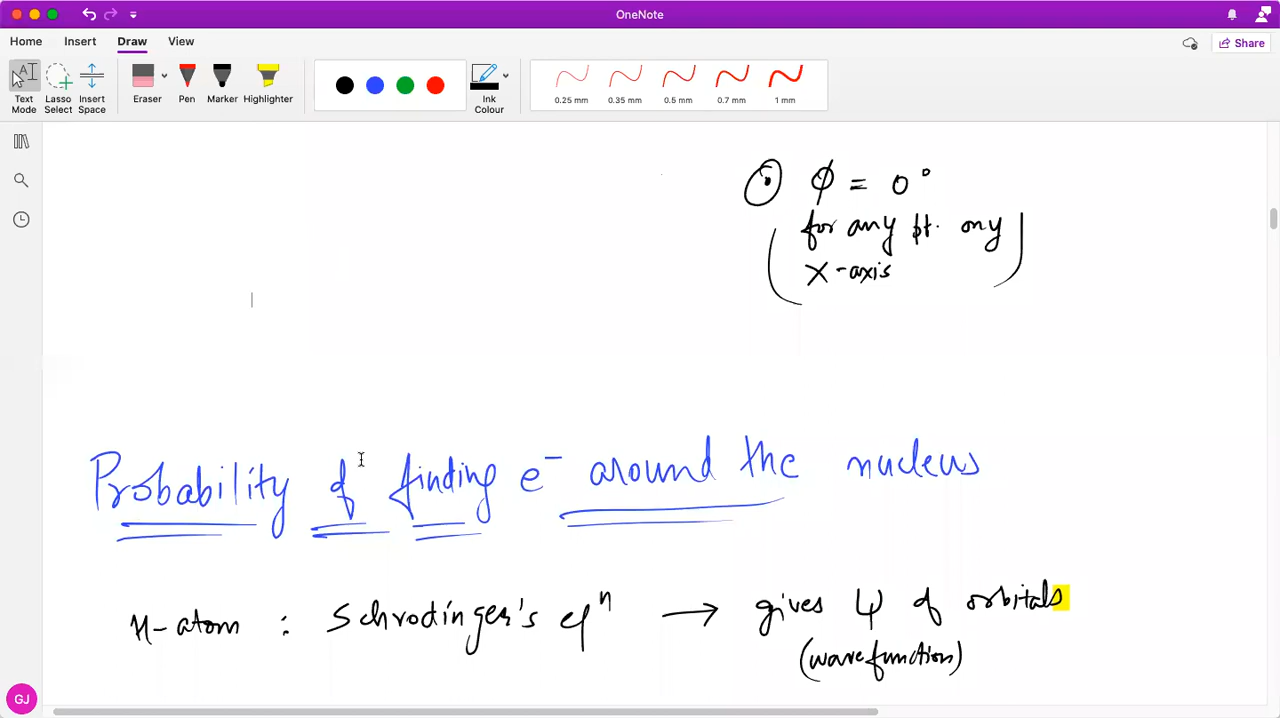 OneNote
Home Insert Draw View
Share
Text Mode
Lasso Select
Insert Space
Eraser
Pen
Marker
Highlighter
Ink Colour
0.25 mm 0.35 mm 0.5 mm 0.7 mm 1 mm
ϕ = 0°
(for any pt. ony
X-axis)
Probability of finding e⁻ around the nucleus
H-atom : Schrodinger's eqⁿ → gives ψ of orbitals
(wavefunction)
GJ